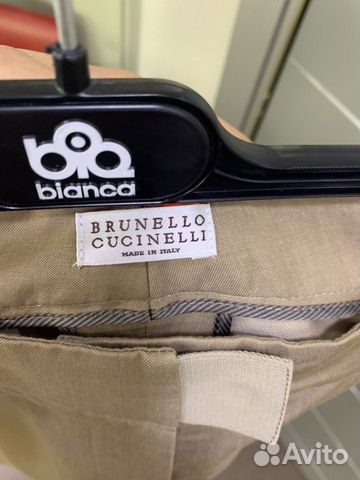 bianca
BRUNELLO
CUCINELLI
MADE IN ITALY
Avito